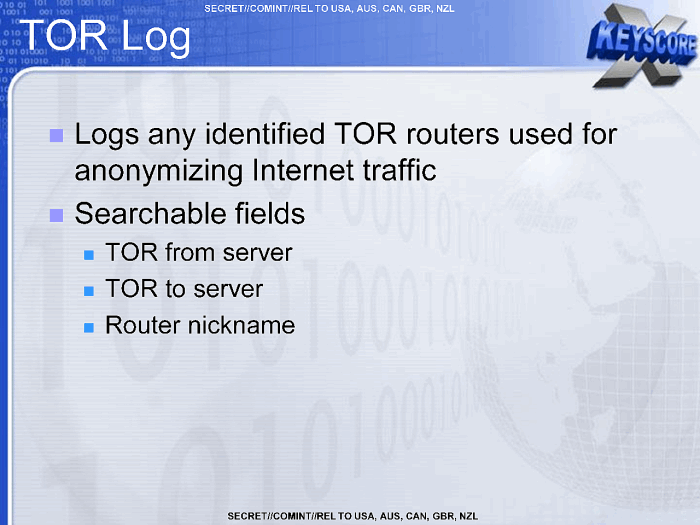 SECRET//COMINT//REL TO USA, AUS, CAN, GBR, NZL
TOR Log
X
KEYSCORE
Logs any identified TOR routers used for
anonymizing Internet traffic
Searchable fields
TOR from server
TOR to server
Router nickname
SECRET//COMINT//REL TO USA, AUS, CAN, GBR, NZL